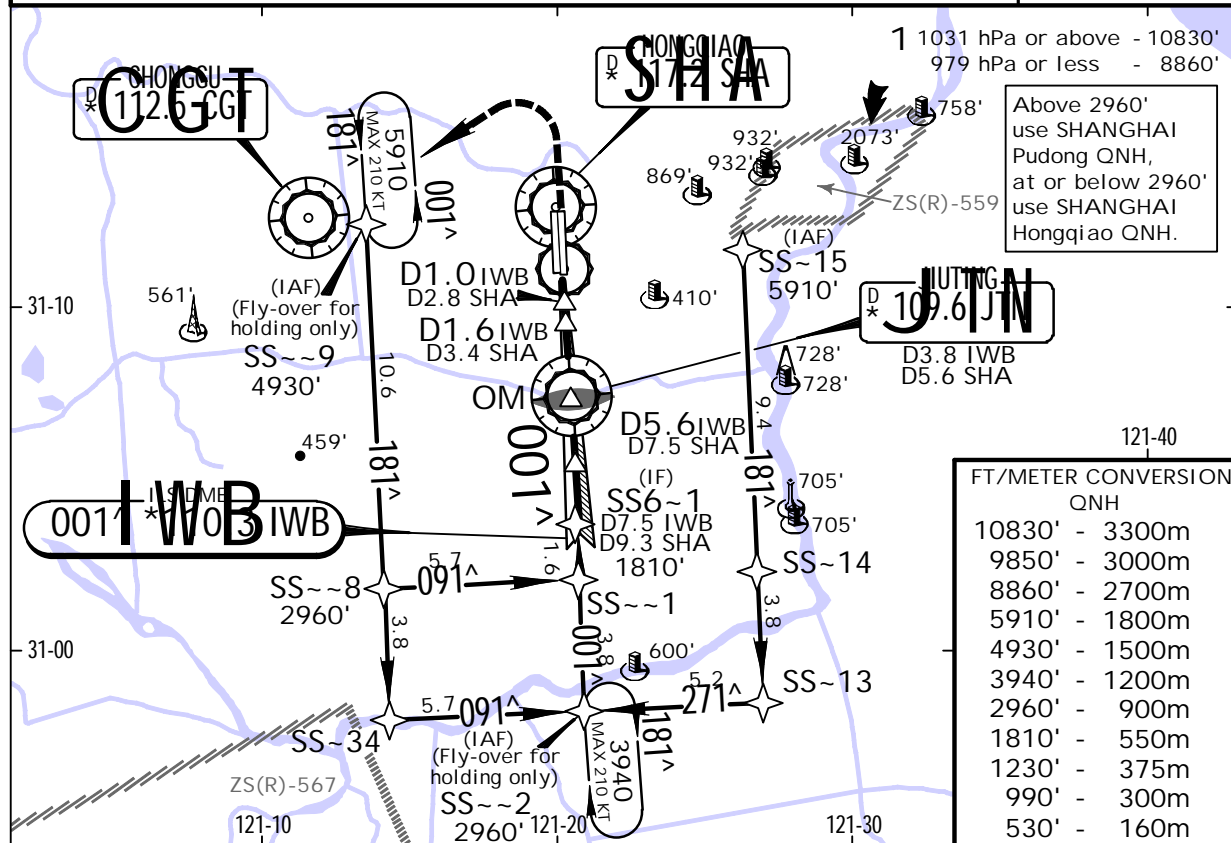 1 1031 hPa or above - 10830'
979 hPa or less - 8860'
Above 2960'
use SHANGHAI
Pudong QNH,
at or below 2960'
use SHANGHAI
Hongqiao QNH.
CHONGGU
D
* 112.6 CGT
CGT
HONGQIAO
D
* 117.2 SHA
SHA
181^
5910
MAX 210 KT
001^
758'
932'
932'
2073'
869'
ZS(R)-559
(IAF)
SS~15
5910'
D1.0 IWB
D2.8 SHA
410'
JIUTING
D
* 109.6 JTN
JTN
D3.8 IWB
D5.6 SHA
31-10
561'
(IAF)
(Fly-over for
holding only)
SS~~9
4930'
D1.6 IWB
D3.4 SHA
728'
728'
10.6
9.4
OM
D5.6 IWB
D7.5 SHA
001^
459'
181^
181^
121-40
(IF)
SS6~1
D7.5 IWB
D9.3 SHA
1810'
705'
705'
ILS DME
IWB
1.6
5.7
091^
SS~~8
2960'
SS~~1
SS~14
3.8
3.8
3.8
001^
31-00
600'
SS~13
5.2
271^
5.7
091^
SS~34
(IAF)
(Fly-over for
holding only)
SS~~2
2960'
181^
3940
MAX 210 KT
ZS(R)-567
121-10
121-20
121-30
FT/METER CONVERSION
QNH
10830' - 3300m
9850' - 3000m
8860' - 2700m
5910' - 1800m
4930' - 1500m
3940' - 1200m
2960' - 900m
1810' - 550m
1230' - 375m
990' - 300m
530' - 160m